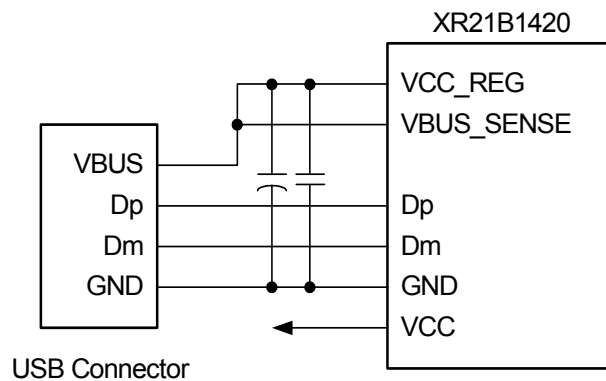 XR21B1420
VCC_REG
VBUS_SENSE
VBUS
Dp
Dp
Dm
Dm
GND
GND
VCC
USB Connector